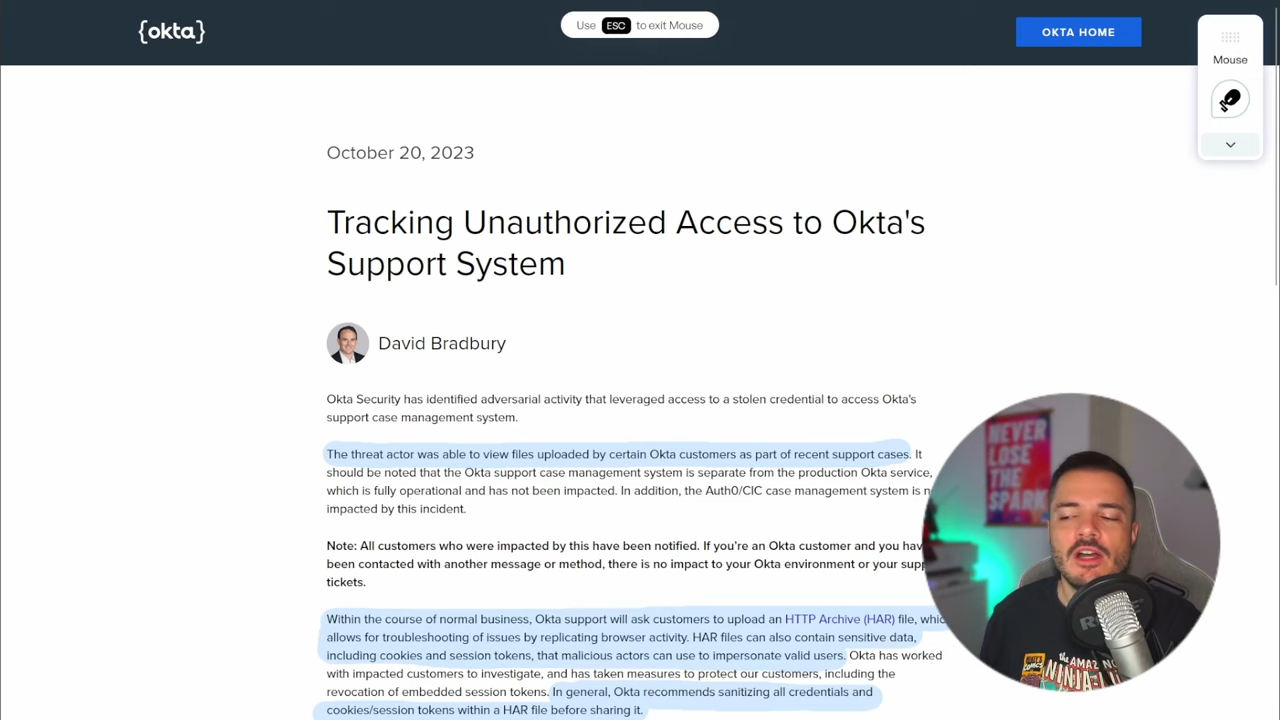 {okta}
Use ESC to exit Mouse
OKTA HOME
Mouse
October 20, 2023
Tracking Unauthorized Access to Okta's
Support System
David Bradbury
Okta Security has identified adversarial activity that leveraged access to a stolen credential to access Okta's
support case management system.
The threat actor was able to view files uploaded by certain Okta customers as part of recent support cases. It
should be noted that the Okta support case management system is separate from the production Okta service,
which is fully operational and has not been impacted. In addition, the Auth0/CIC case management system is n
impacted by this incident.
Note: All customers who were impacted by this have been notified. If you're an Okta customer and you hav
been contacted with another message or method, there is no impact to your Okta environment or your supp
tickets.
Within the course of normal business, Okta support will ask customers to upload an HTTP Archive (HAR) file, whic
allows for troubleshooting of issues by replicating browser activity. HAR files can also contain sensitive data,
including cookies and session tokens, that malicious actors can use to impersonate valid users. Okta has worked
with impacted customers to investigate, and has taken measures to protect our customers, including the
revocation of embedded session tokens. In general, Okta recommends sanitizing all credentials and
cookies/session tokens within a HAR file before sharing it.
NEVER
LOSE
THE
SPARK
the AMAZ
NINJA